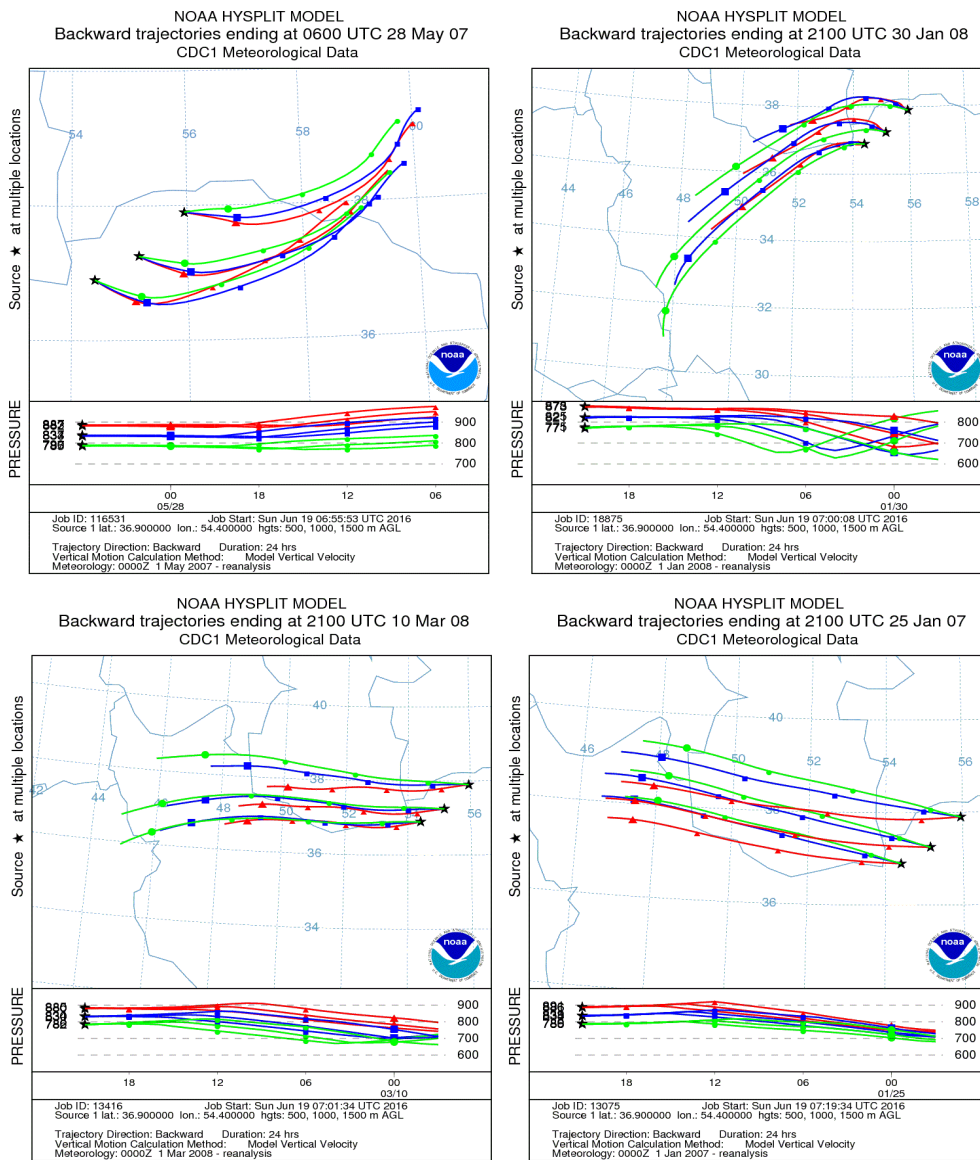 NOAA HYSPLIT MODEL
Backward trajectories ending at 0600 UTC 28 May 07
CDC1 Meteorological Data
Source ★ at multiple locations
54
56
58
60
36
noaa
PRESSURE
900
800
700
00
18
12
06
05/28
Job ID: 116531 Job Start: Sun Jun 19 06:55:53 UTC 2016
Source 1 lat.: 36.900000 lon.: 54.400000 hgts: 500, 1000, 1500 m AGL
Trajectory Direction: Backward Duration: 24 hrs
Vertical Motion Calculation Method: Model Vertical Velocity
Meteorology: 0000Z 1 May 2007 - reanalysis
NOAA HYSPLIT MODEL
Backward trajectories ending at 2100 UTC 30 Jan 08
CDC1 Meteorological Data
Source ★ at multiple locations
38
44
46
48
36
50
52
54
56
58
34
32
30
noaa
PRESSURE
800
700
600
18
12
06
00
01/30
Job ID: 18875 Job Start: Sun Jun 19 07:00:08 UTC 2016
Source 1 lat.: 36.900000 lon.: 54.400000 hgts: 500, 1000, 1500 m AGL
Trajectory Direction: Backward Duration: 24 hrs
Vertical Motion Calculation Method: Model Vertical Velocity
Meteorology: 0000Z 1 Jan 2008 - reanalysis
NOAA HYSPLIT MODEL
Backward trajectories ending at 2100 UTC 10 Mar 08
CDC1 Meteorological Data
Source ★ at multiple locations
40
38
42
44
48
50
52
56
36
34
noaa
PRESSURE
900
800
700
600
18
12
06
00
03/10
Job ID: 13416 Job Start: Sun Jun 19 07:01:34 UTC 2016
Source 1 lat.: 36.900000 lon.: 54.400000 hgts: 500, 1000, 1500 m AGL
Trajectory Direction: Backward Duration: 24 hrs
Vertical Motion Calculation Method: Model Vertical Velocity
Meteorology: 0000Z 1 Mar 2008 - reanalysis
NOAA HYSPLIT MODEL
Backward trajectories ending at 2100 UTC 25 Jan 07
CDC1 Meteorological Data
Source ★ at multiple locations
40
46
48
50
52
54
56
38
36
noaa
PRESSURE
900
800
700
600
18
12
06
00
01/25
Job ID: 13075 Job Start: Sun Jun 19 07:19:34 UTC 2016
Source 1 lat.: 36.900000 lon.: 54.400000 hgts: 500, 1000, 1500 m AGL
Trajectory Direction: Backward Duration: 24 hrs
Vertical Motion Calculation Method: Model Vertical Velocity
Meteorology: 0000Z 1 Jan 2007 - reanalysis